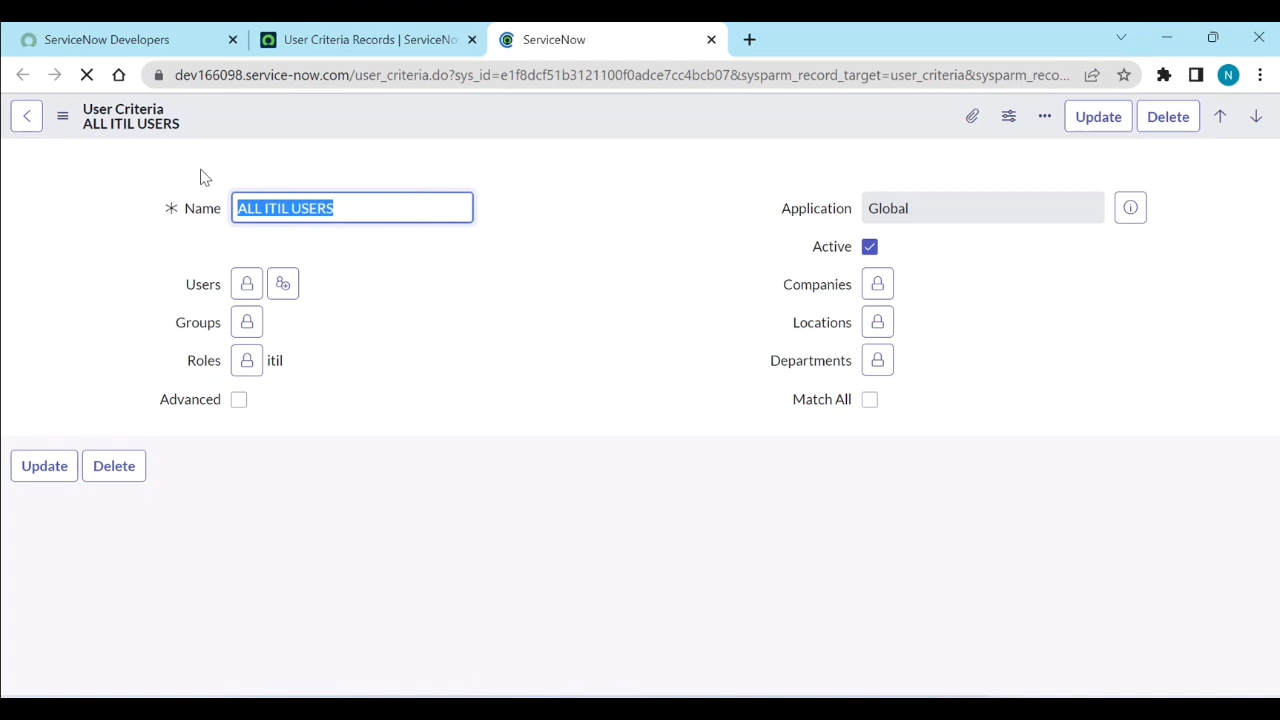 ServiceNow Developers
User Criteria Records | ServiceNo
ServiceNow
dev166098.service-now.com/user_criteria.do?sys_id=e1f8dcf51b3121100f0adce7cc4bcb07&sysparm_record_target=user_criteria&sysparm_reco...
N
User Criteria
ALL ITIL USERS
Update
Delete
Name
ALL ITIL USERS
Application
Global
Active
Users
Companies
Groups
Locations
Roles
itil
Departments
Advanced
Match All
Update
Delete